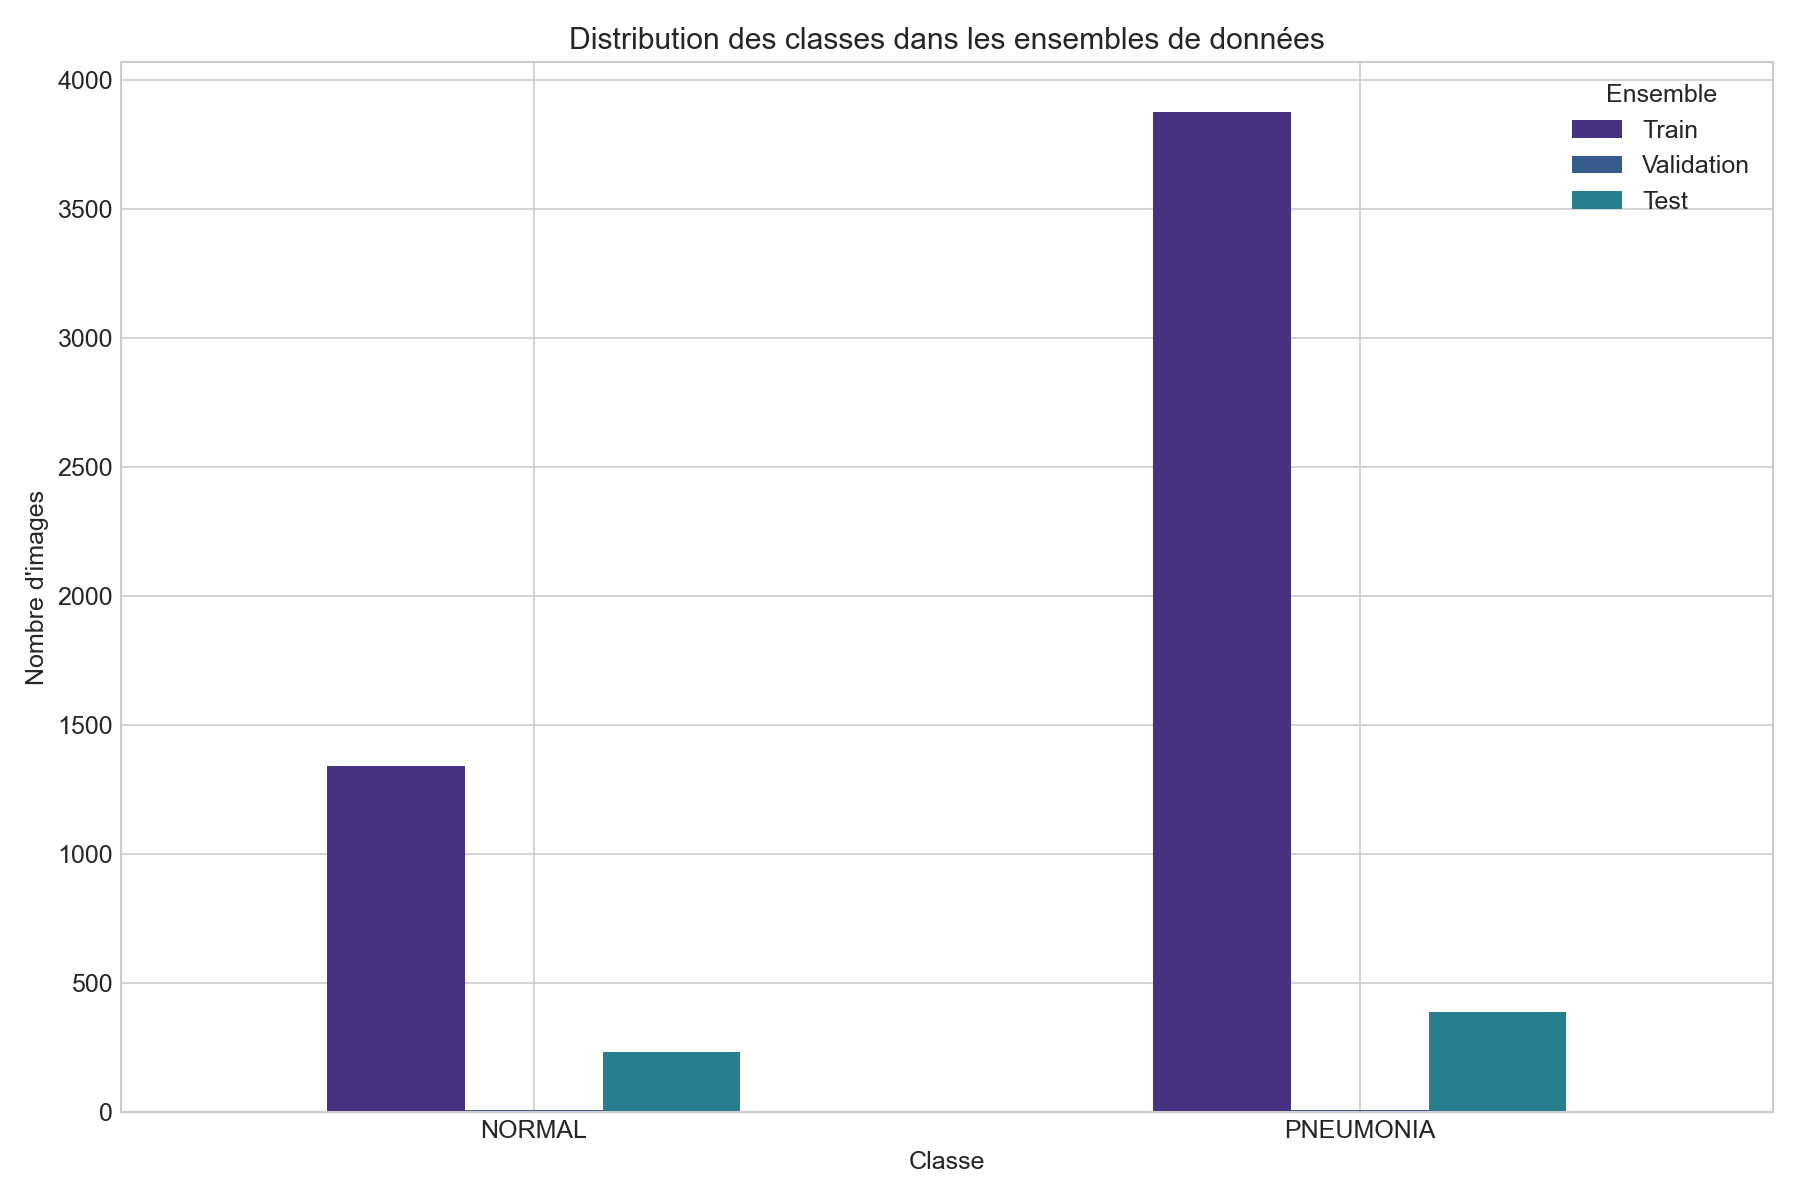 Distribution des classes dans les ensembles de données
Ensemble
Train
Validation
Test
4000
3500
3000
2500
2000
1500
1000
500
0
Nombre d'images
NORMAL
PNEUMONIA
Classe